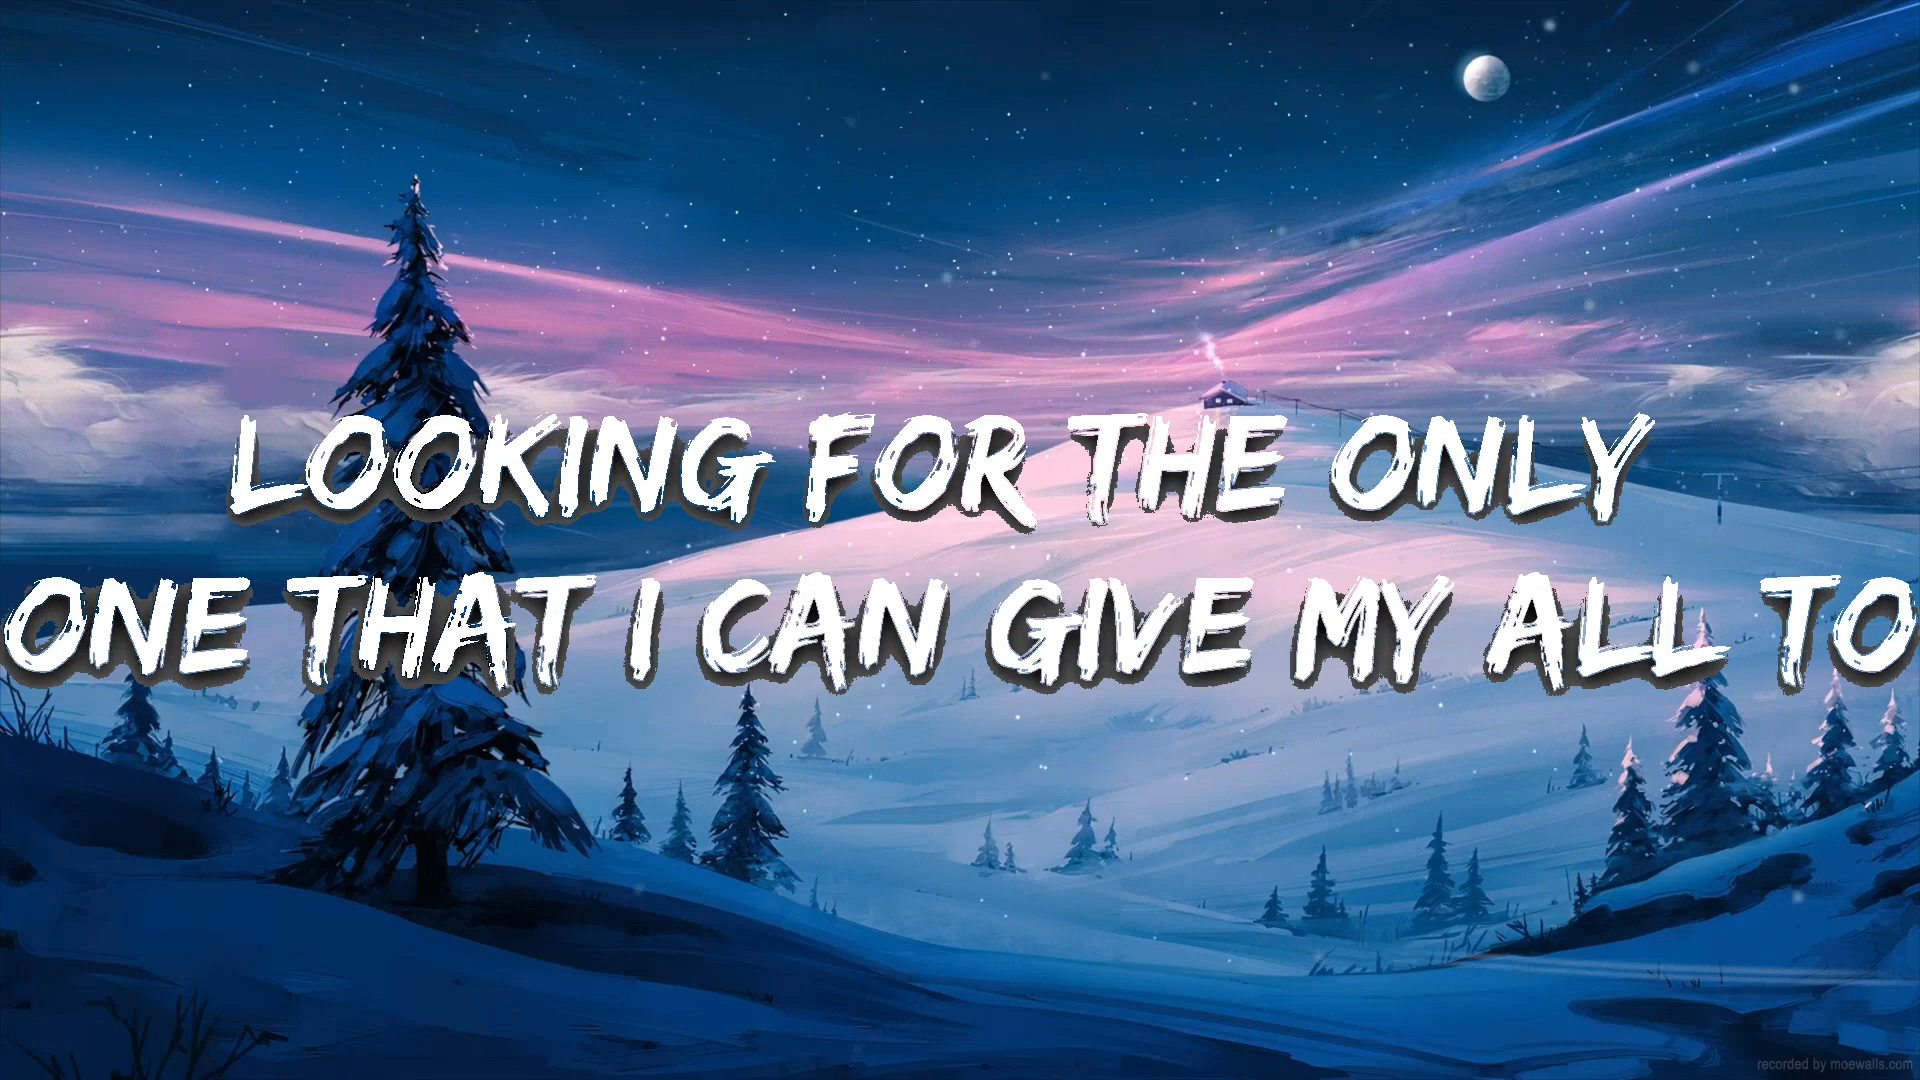 LOOKING FOR THE ONLY
ONE THAT I CAN GIVE MY ALL TO
recorded by moewalls.com